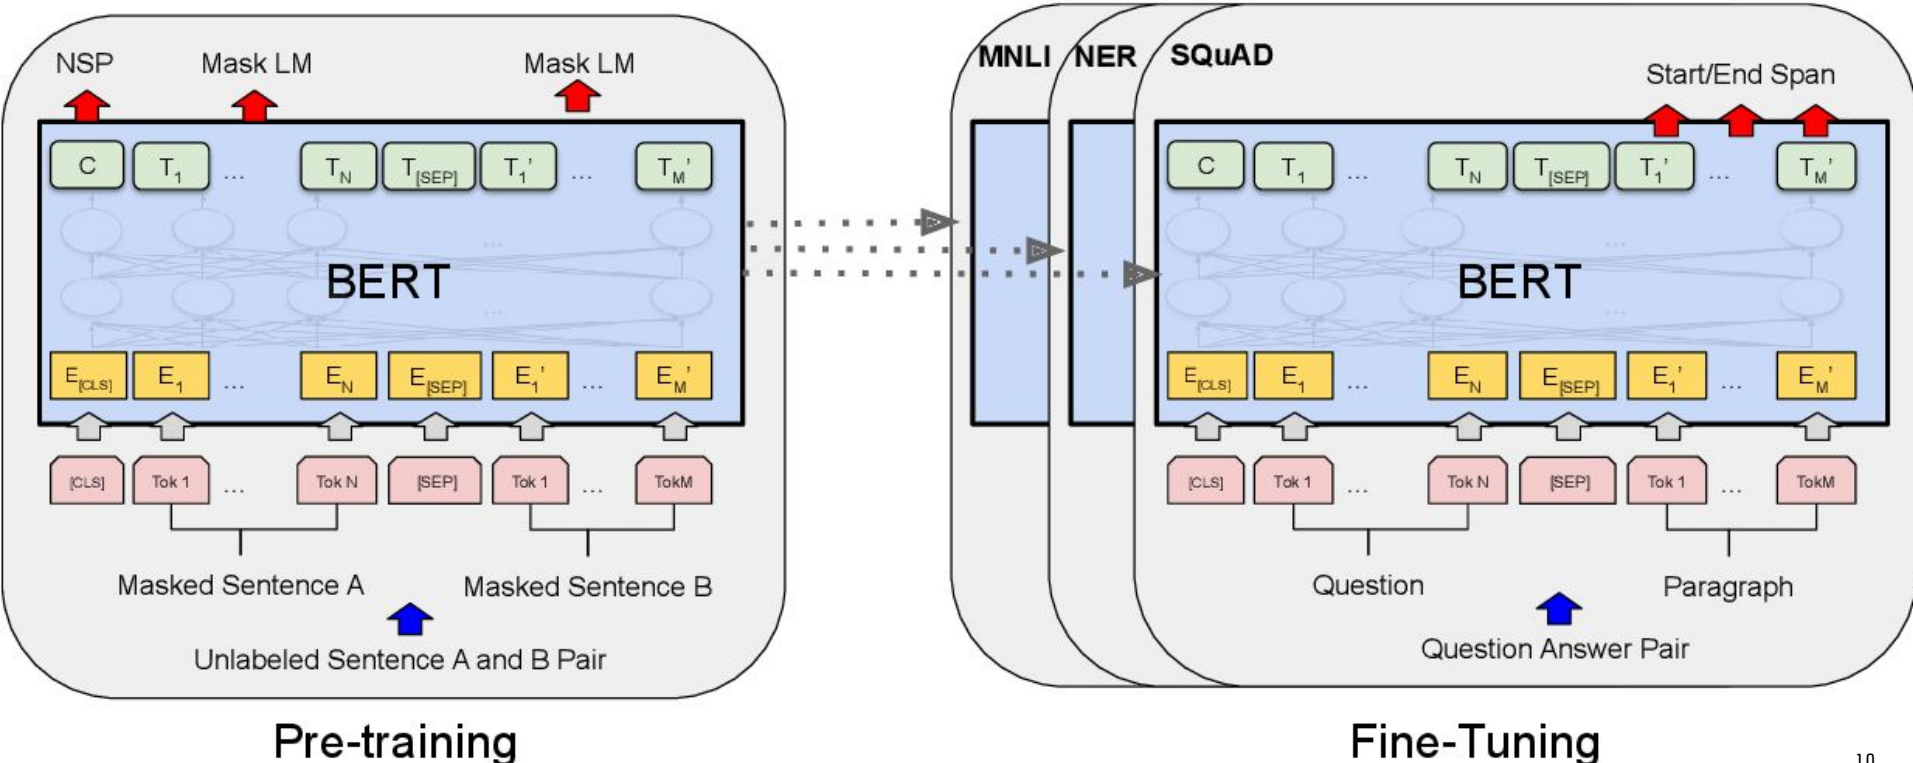 NSP Mask LM Mask LM
C T1 ... TN T[SEP] T1' ... TM'
BERT
E[CLS] E1 ... EN E[SEP] E1' ... EM'
[CLS] Tok 1 ... Tok N [SEP] Tok 1 ... TokM
Masked Sentence A Masked Sentence B
Unlabeled Sentence A and B Pair
Pre-training
MNLI NER SQuAD
Start/End Span
C T1 ... TN T[SEP] T1' ... TM'
BERT
E[CLS] E1 ... EN E[SEP] E1' ... EM'
[CLS] Tok 1 ... Tok N [SEP] Tok 1 ... TokM
Question Paragraph
Question Answer Pair
Fine-Tuning